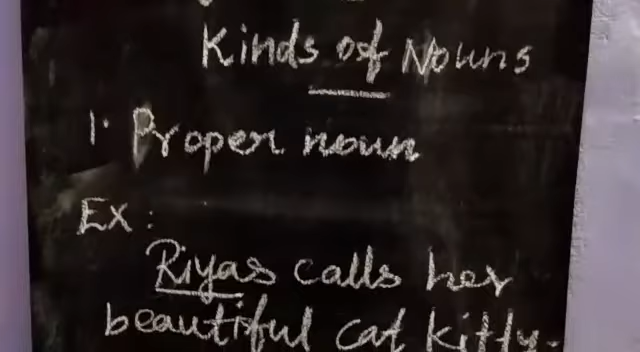 Kinds of Nouns
1. Proper noun
Ex:
Riyas calls her
beautiful cat Kitty.